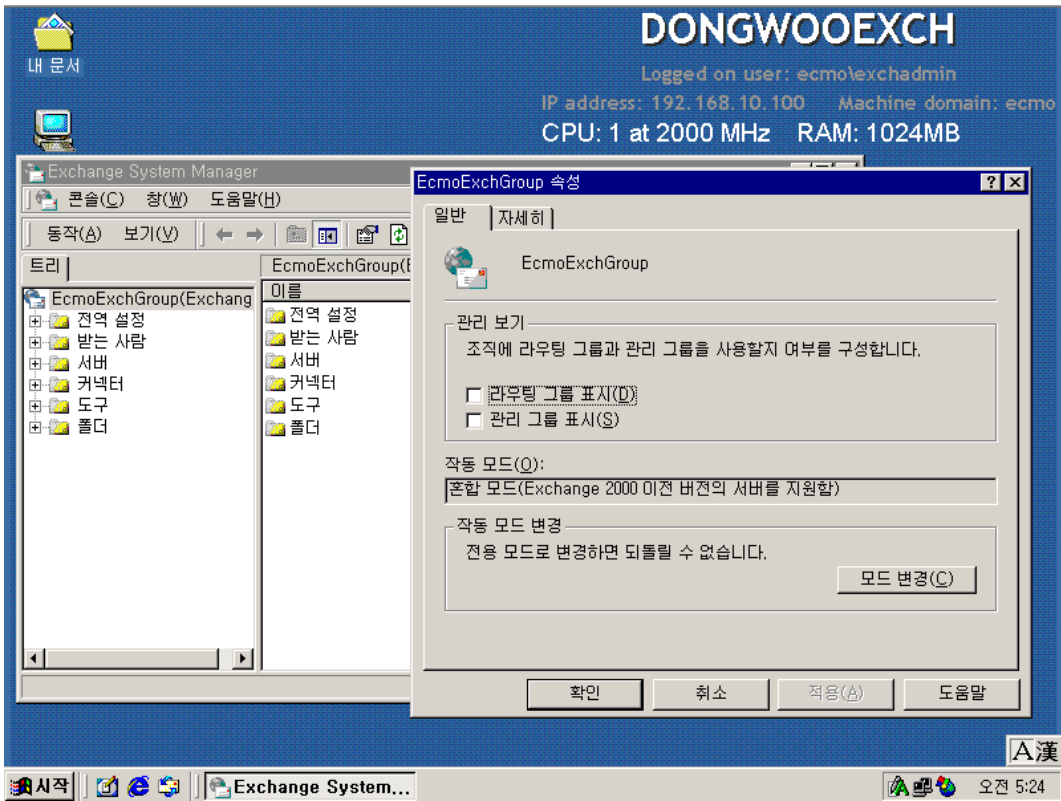 DONGWOOEXCH
Logged on user: ecmo\exchadmin
IP address: 192.168.10.100 Machine domain: ecmo
CPU: 1 at 2000 MHz RAM: 1024MB
내 문서
Exchange System Manager
콘솔(C) 창(W) 도움말(H)
동작(A) 보기(V)
트리
EcmoExchGroup(Exchang
전역 설정
받는 사람
서버
커넥터
도구
폴더
EcmoExchGroup(E
이름
전역 설정
받는 사람
서버
커넥터
도구
폴더
EcmoExchGroup 속성
일반 자세히
EcmoExchGroup
관리 보기
조직에 라우팅 그룹과 관리 그룹을 사용할지 여부를 구성합니다.
라우팅 그룹 표시(D)
관리 그룹 표시(S)
작동 모드(O):
혼합 모드(Exchange 2000 이전 버전의 서버를 지원함)
작동 모드 변경
전용 모드로 변경하면 되돌릴 수 없습니다.
모드 변경(C)
확인 취소 적용(A) 도움말
A漢
시작 Exchange System... 오전 5:24